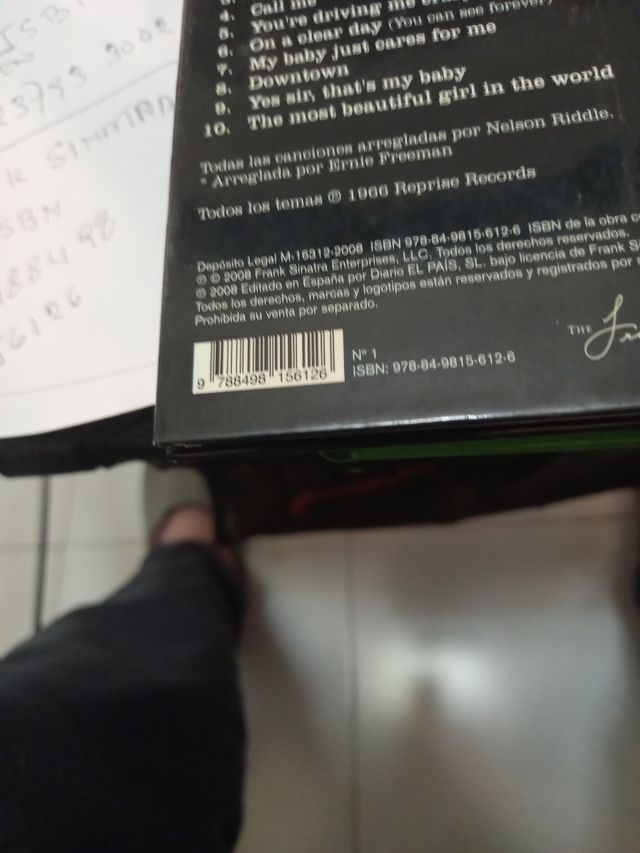 4. Call me
5. You're driving me
6. On a clear day (You can see forever)
7. My baby just cares for me
8. Downtown
9. Yes sir, that's my baby
10. The most beautiful girl in the world
Todas las canciones arregladas por Nelson Riddle,
* Arreglada por Ernie Freeman
Todos los temas ℗ 1966 Reprise Records
Depósito Legal M-16312-2008 ISBN 978-84-9815-612-6 ISBN de la obra
℗ © 2008 Frank Sinatra Enterprises, LLC. Todos los derechos reservados.
© 2008 Editado en España por Diario EL PAÍS, SL. bajo licencia de Frank
Todos los derechos, marcas y logotipos están reservados y registrados por
Prohibida su venta por separado.
Nº 1
ISBN: 978-84-9815-612-6
9 788498 156126
THE
ISBN